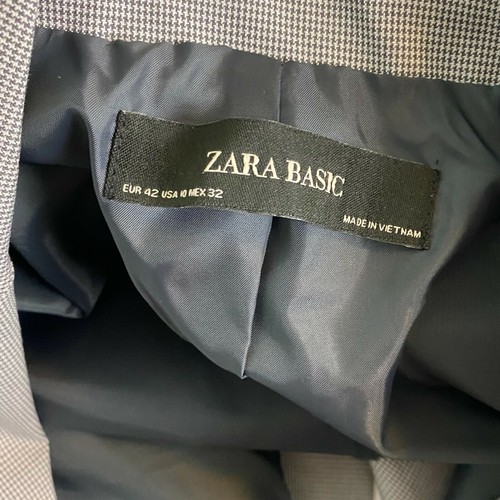 ZARA BASIC
EUR 42 USA 10 MEX 32
MADE IN VIETNAM